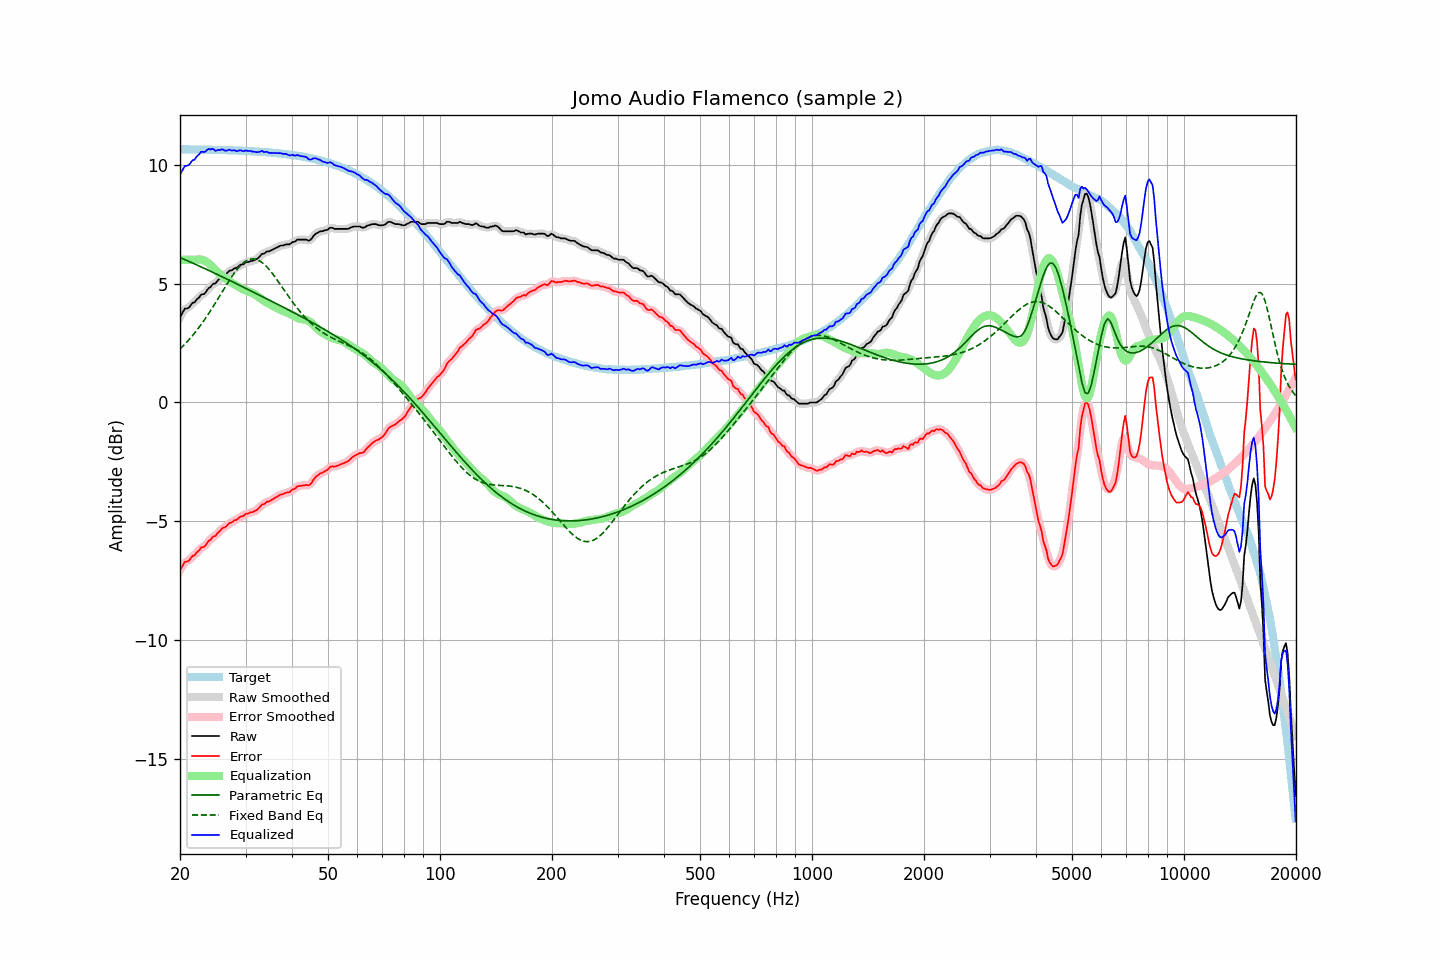 Jomo Audio Flamenco (sample 2)
Amplitude (dBr)
10
5
0
−5
−10
−15
Target
Raw Smoothed
Error Smoothed
Raw
Error
Equalization
Parametric Eq
Fixed Band Eq
Equalized
20 50 100 200 500 1000 2000 5000 10000 20000
Frequency (Hz)